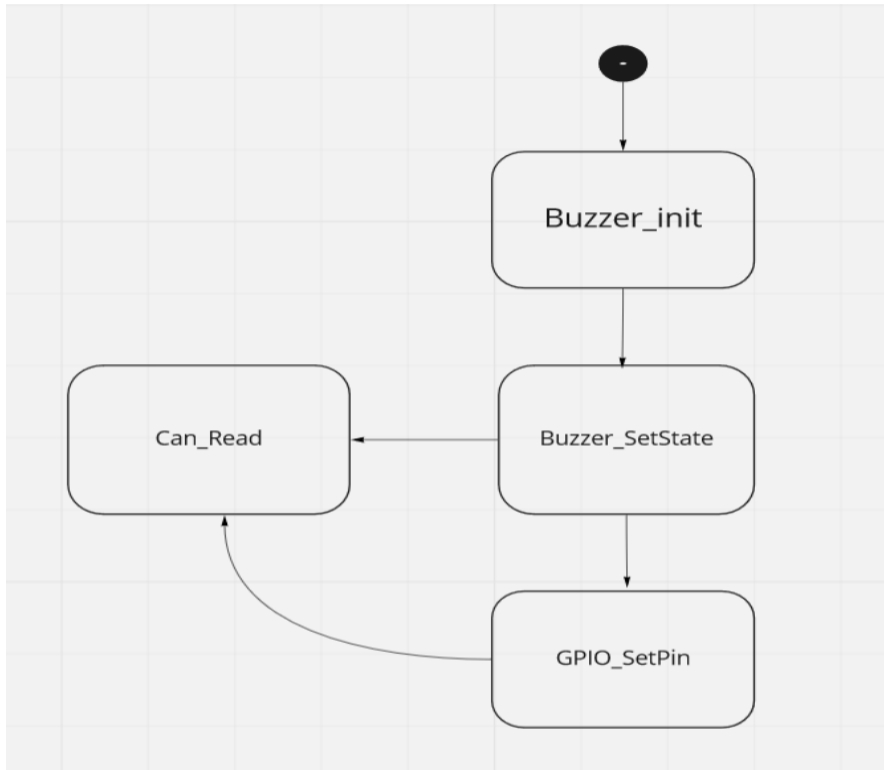 -
Buzzer_init
Can_Read
Buzzer_SetState
GPIO_SetPin